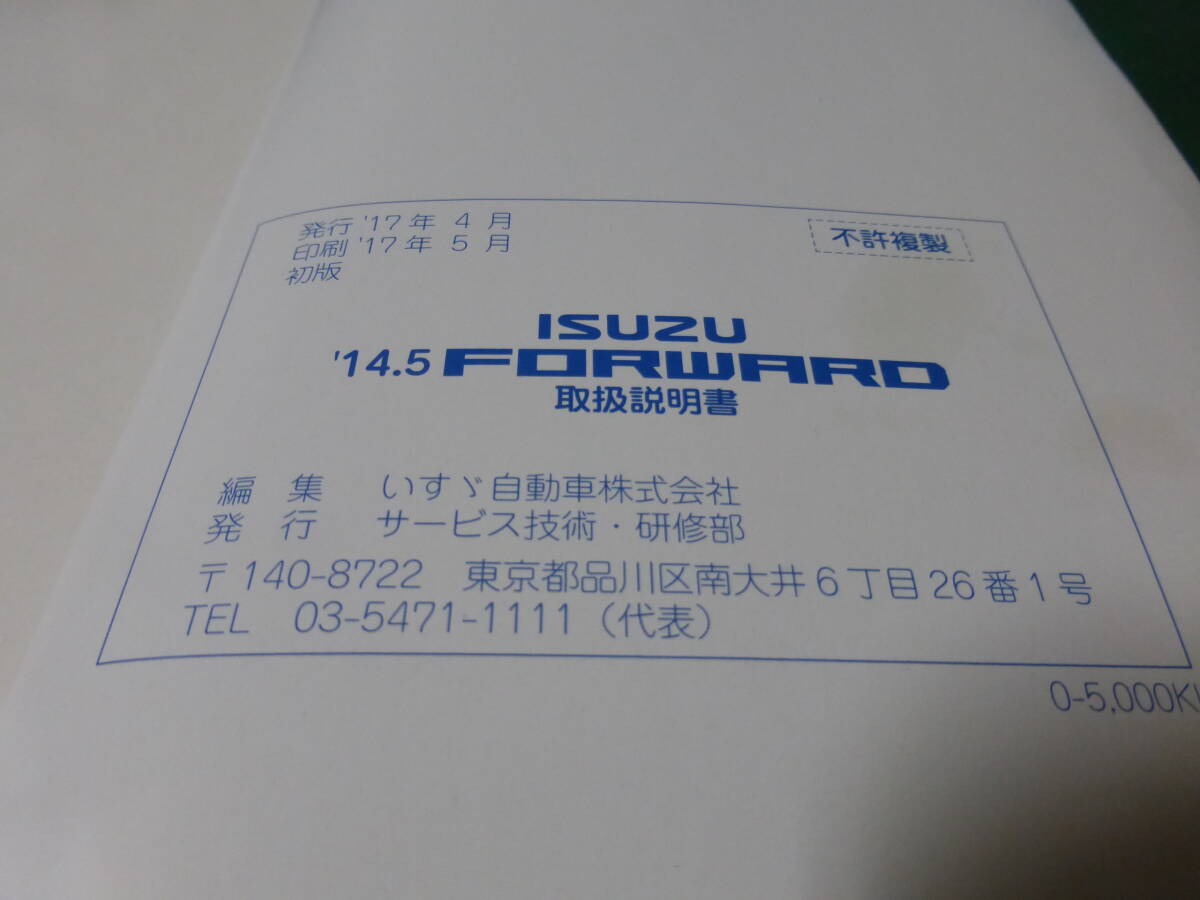 発行 '17年 4 月
印刷 '17年 5 月
初版
不許複製
ISUZU
'14.5 FORWARD
取扱説明書
編 集 いすゞ自動車株式会社
発 行 サービス技術・研修部
〒140-8722 東京都品川区南大井6丁目26番1号
TEL 03-5471-1111（代表）